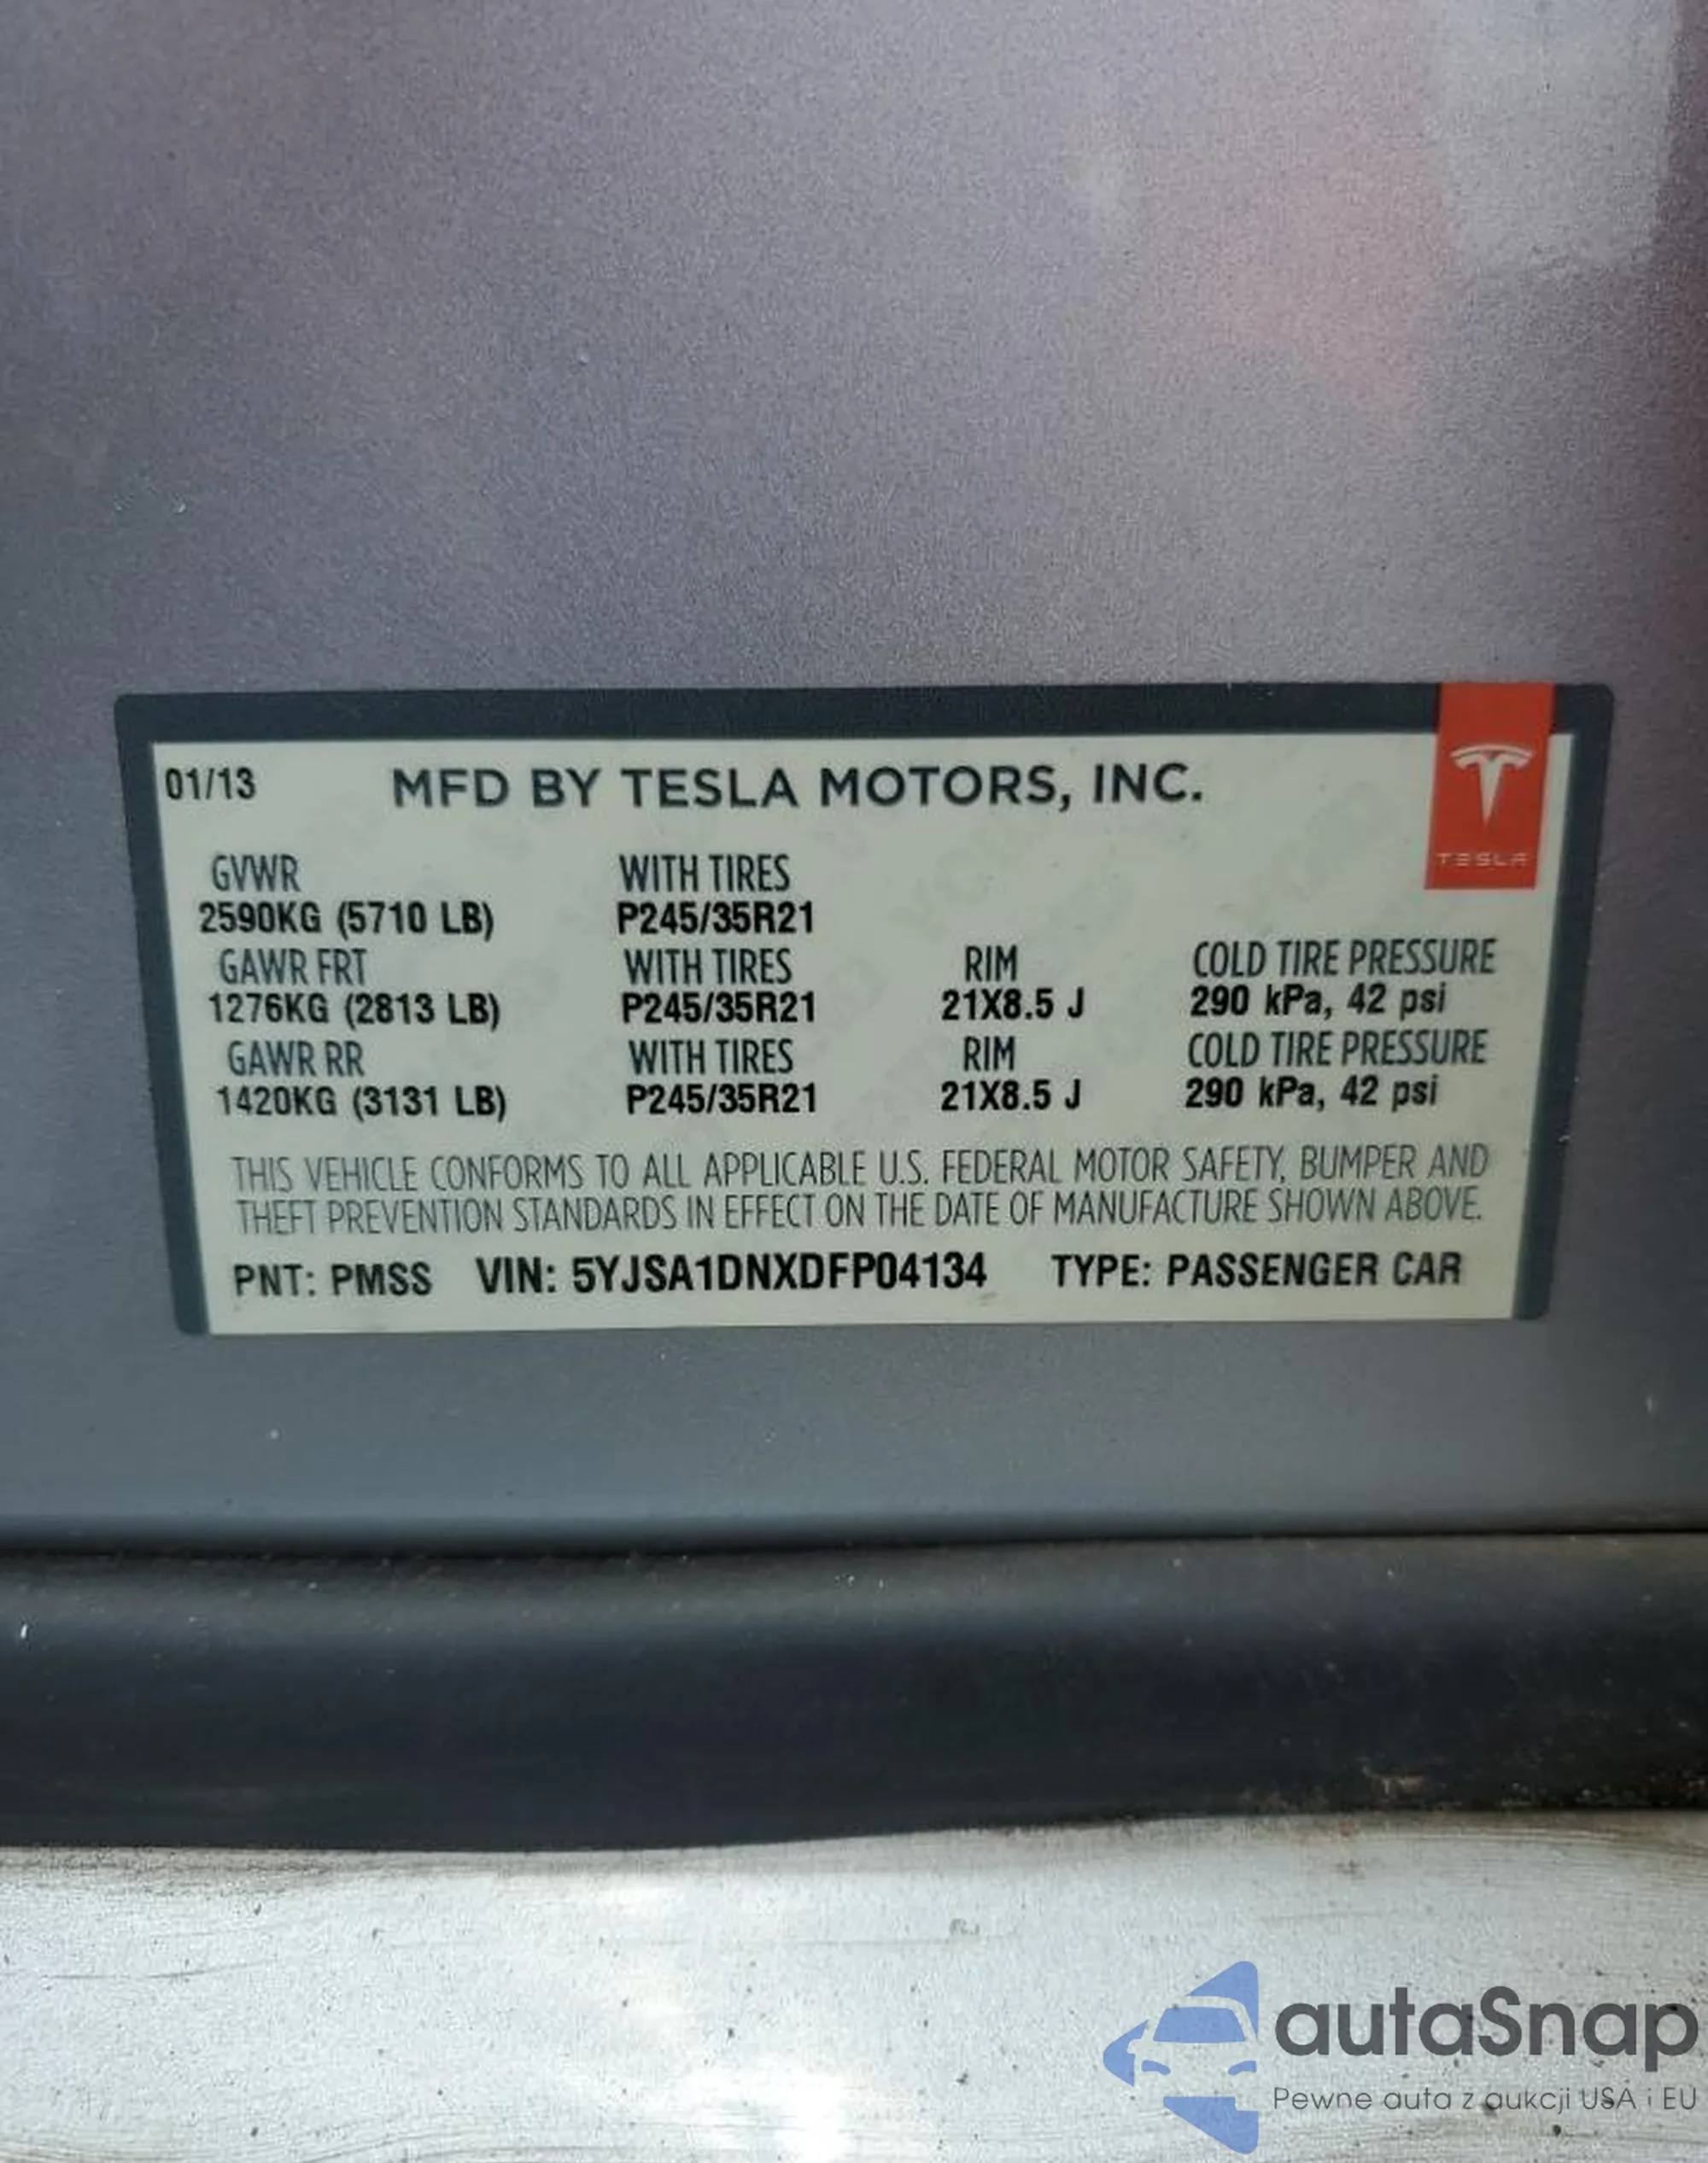 01/13 MFD BY TESLA MOTORS, INC.
TESLA
GVWR WITH TIRES
2590KG (5710 LB) P245/35R21
GAWR FRT WITH TIRES RIM COLD TIRE PRESSURE
1276KG (2813 LB) P245/35R21 21X8.5 J 290 kPa, 42 psi
GAWR RR WITH TIRES RIM COLD TIRE PRESSURE
1420KG (3131 LB) P245/35R21 21X8.5 J 290 kPa, 42 psi
THIS VEHICLE CONFORMS TO ALL APPLICABLE U.S. FEDERAL MOTOR SAFETY, BUMPER AND
THEFT PREVENTION STANDARDS IN EFFECT ON THE DATE OF MANUFACTURE SHOWN ABOVE.
PNT: PMSS VIN: 5YJSA1DNXDFP04134 TYPE: PASSENGER CAR
autaSnap
Pewne auta z aukcji USA i EU